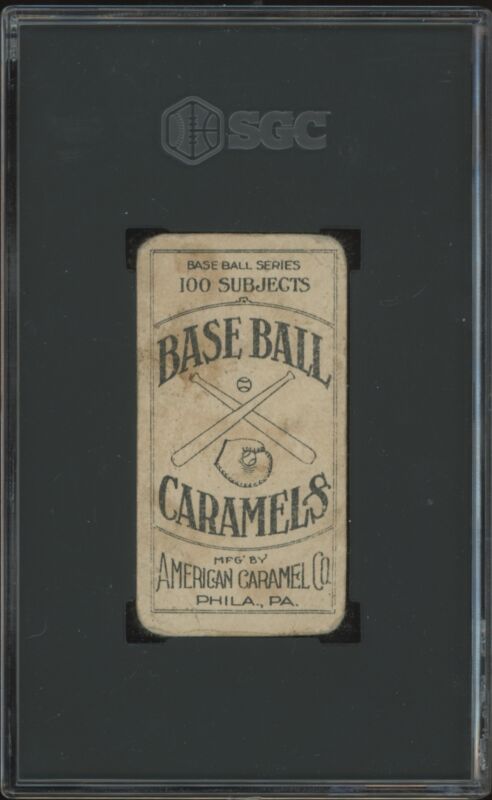 SGC
BASE BALL SERIES
100 SUBJECTS
BASE BALL
CARAMELS
MFG' BY
AMERICAN CARAMEL CO.
PHILA., PA.